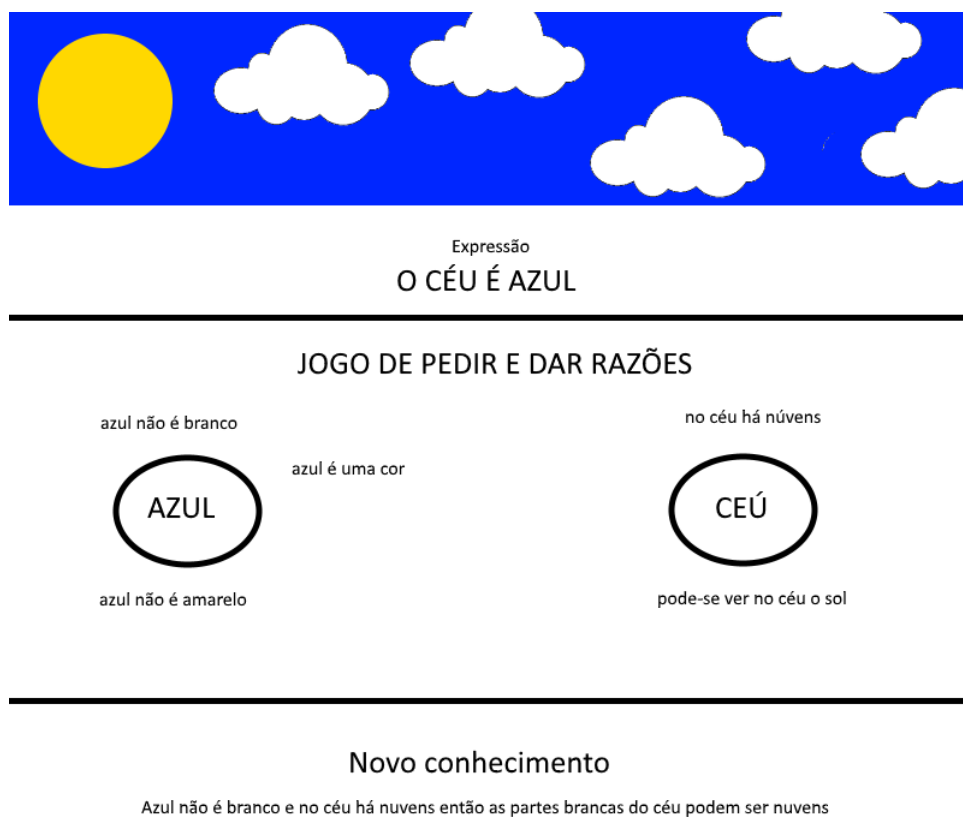 Expressão
O CÉU É AZUL
JOGO DE PEDIR E DAR RAZÕES
azul não é branco
azul é uma cor
AZUL
azul não é amarelo
no céu há núvens
CEÚ
pode-se ver no céu o sol
Novo conhecimento
Azul não é branco e no céu há nuvens então as partes brancas do céu podem ser nuvens